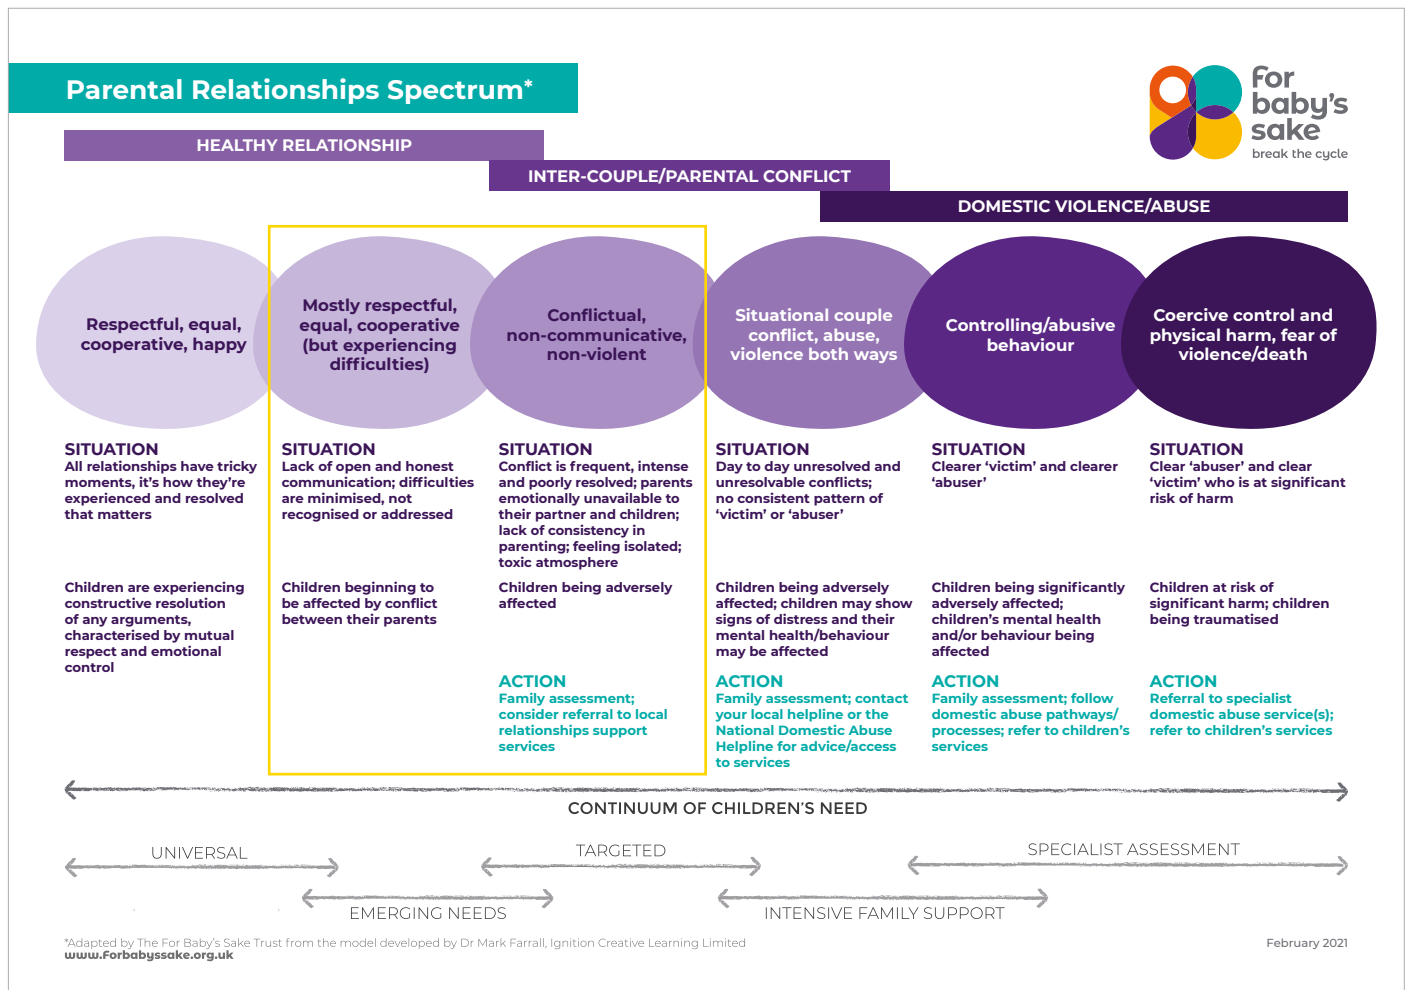 Parental Relationships Spectrum*
for
baby's
sake
break the cycle
HEALTHY RELATIONSHIP
INTER-COUPLE/PARENTAL CONFLICT
DOMESTIC VIOLENCE/ABUSE
Respectful, equal,
cooperative, happy
Mostly respectful,
equal, cooperative
(but experiencing
difficulties)
Conflictual,
non-communicative,
non-violent
Situational couple
conflict, abuse,
violence both ways
Controlling/abusive
behaviour
Coercive control and
physical harm, fear of
violence/death
SITUATION
All relationships have tricky
moments, it's how they're
experienced and resolved
that matters
Children are experiencing
constructive resolution
of any arguments,
characterised by mutual
respect and emotional
control
SITUATION
Lack of open and honest
communication; difficulties
are minimised, not
recognised or addressed
Children beginning to
be affected by conflict
between their parents
SITUATION
Conflict is frequent, intense
and poorly resolved; parents
emotionally unavailable to
their partner and children;
lack of consistency in
parenting; feeling isolated;
toxic atmosphere
Children being adversely
affected
ACTION
Family assessment;
consider referral to local
relationships support
services
SITUATION
Day to day unresolved and
unresolvable conflicts;
no consistent pattern of
‘victim’ or ‘abuser’
Children being adversely
affected; children may show
signs of distress and their
mental health/behaviour
may be affected
ACTION
Family assessment; contact
your local helpline or the
National Domestic Abuse
Helpline for advice/access
to services
SITUATION
Clearer ‘victim’ and clearer
‘abuser’
Children being significantly
adversely affected;
children's mental health
and/or behaviour being
affected
ACTION
Family assessment; follow
domestic abuse pathways/
processes; refer to children's
services
SITUATION
Clear ‘abuser’ and clear
‘victim’ who is at significant
risk of harm
Children at risk of
significant harm; children
being traumatised
ACTION
Referral to specialist
domestic abuse service(s);
refer to children's services
CONTINUUM OF CHILDREN'S NEED
UNIVERSAL
TARGETED
SPECIALIST ASSESSMENT
EMERGING NEEDS
INTENSIVE FAMILY SUPPORT
*Adapted by The For Baby's Sake Trust from the model developed by Dr Mark Farrall, Ignition Creative Learning Limited
www.Forbabyssake.org.uk
February 2021